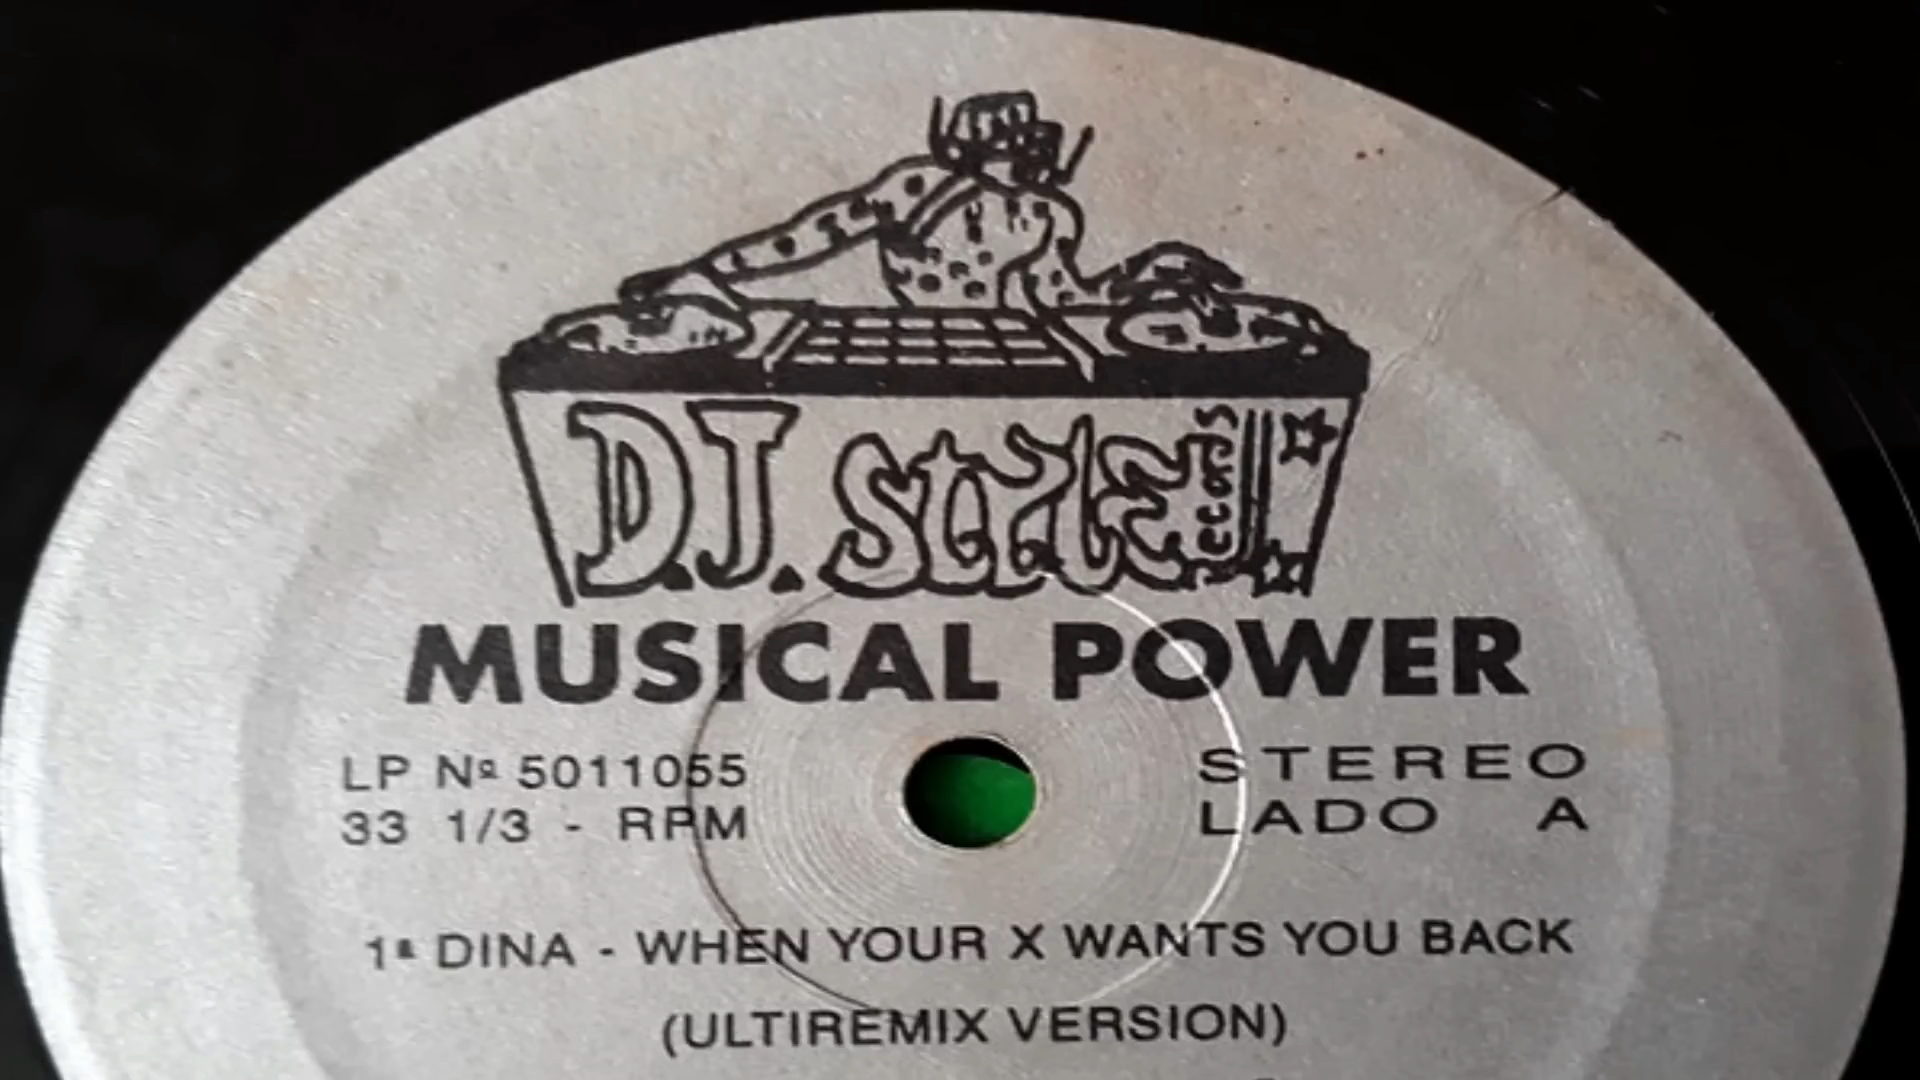 D.J. Style Records
MUSICAL POWER
LP Nº 5011055
33 1/3 - RPM
STEREO
LADO A
1ª DINA - WHEN YOUR X WANTS YOU BACK
(ULTIREMIX VERSION)